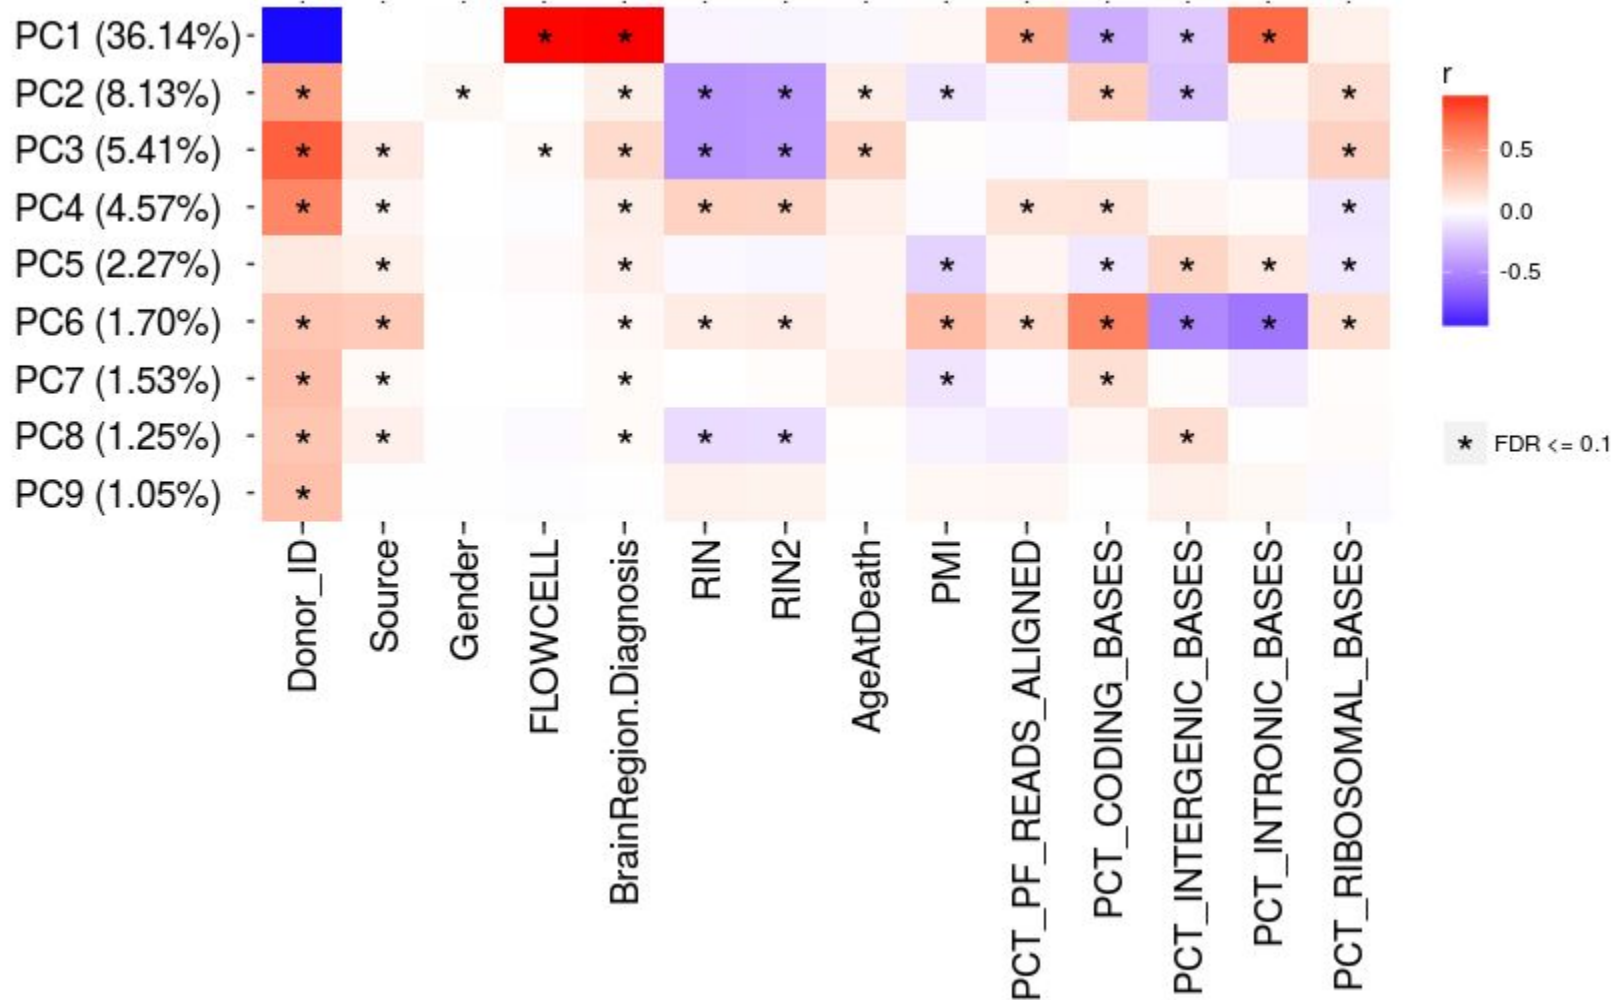 PC1 (36.14%)
* * * * * *
PC2 (8.13%)
* * * * * * * * * *
PC3 (5.41%)
* * * * * * * *
PC4 (4.57%)
* * * * * * * *
PC5 (2.27%)
* * * * * * *
PC6 (1.70%)
* * * * * * * * * * *
PC7 (1.53%)
* * * * *
PC8 (1.25%)
* * * * * *
PC9 (1.05%)
*
Donor_ID
Source
Gender
FLOWCELL
BrainRegion.Diagnosis
RIN
RIN2
AgeAtDeath
PMI
PCT_PF_READS_ALIGNED
PCT_CODING_BASES
PCT_INTERGENIC_BASES
PCT_INTRONIC_BASES
PCT_RIBOSOMAL_BASES
r
0.5
0.0
-0.5
* FDR <= 0.1